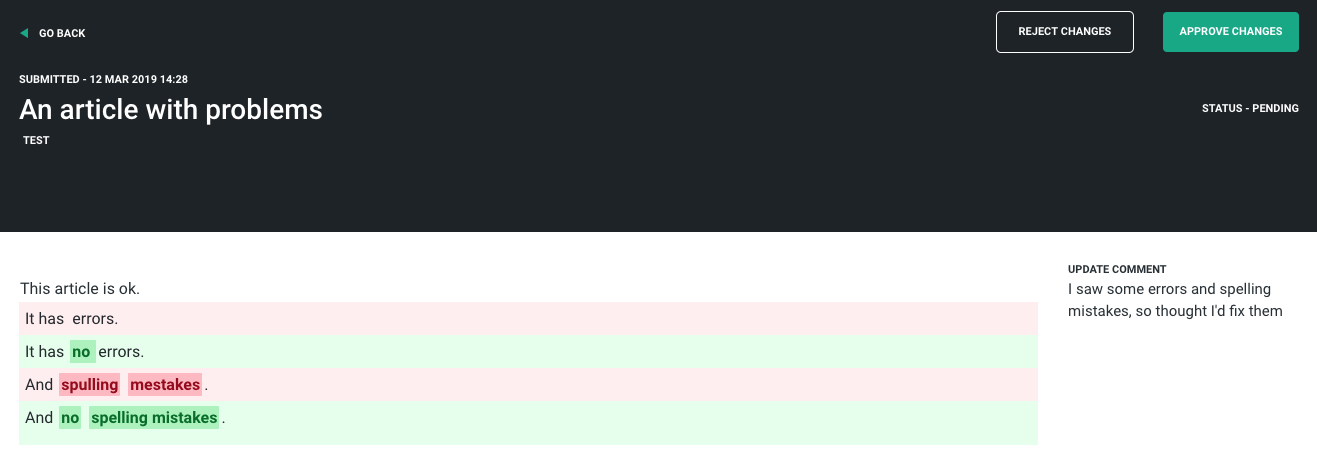 GO BACK
REJECT CHANGES
APPROVE CHANGES
SUBMITTED - 12 MAR 2019 14:28
An article with problems
STATUS - PENDING
TEST
This article is ok.
It has errors.
It has no errors.
And spulling mestakes .
And no spelling mistakes .
UPDATE COMMENT
I saw some errors and spelling
mistakes, so thought I'd fix them